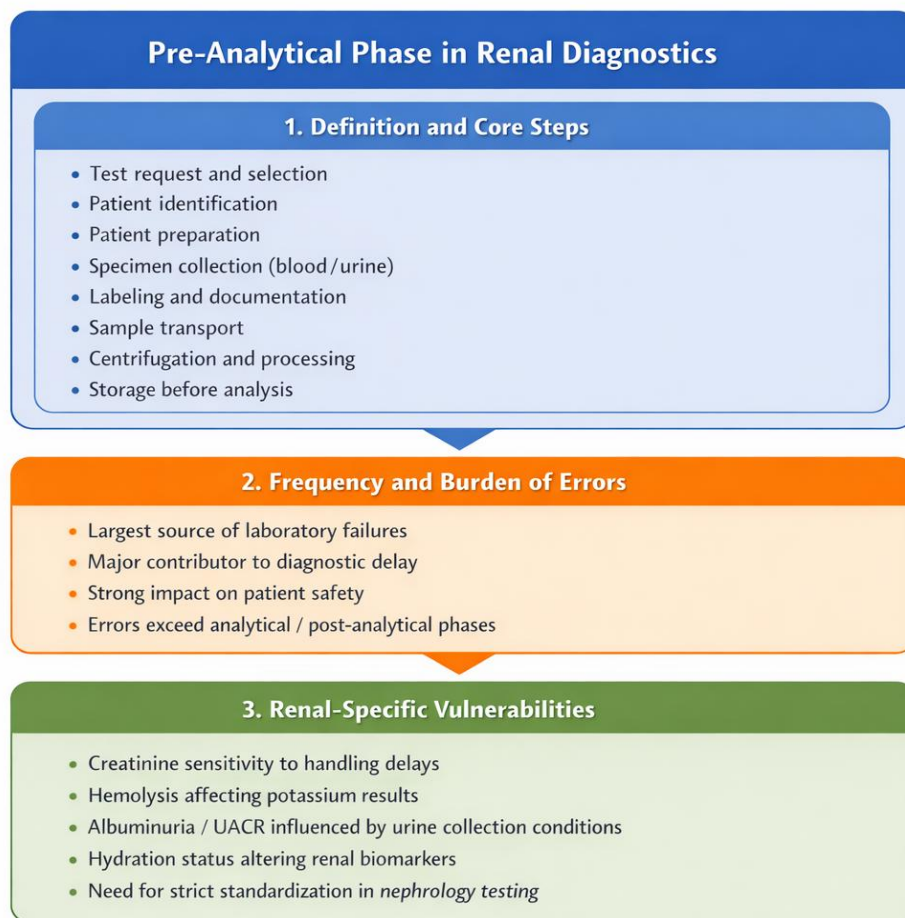 Pre-Analytical Phase in Renal Diagnostics
1. Definition and Core Steps
• Test request and selection
• Patient identification
• Patient preparation
• Specimen collection (blood/urine)
• Labeling and documentation
• Sample transport
• Centrifugation and processing
• Storage before analysis
2. Frequency and Burden of Errors
• Largest source of laboratory failures
• Major contributor to diagnostic delay
• Strong impact on patient safety
• Errors exceed analytical / post-analytical phases
3. Renal-Specific Vulnerabilities
• Creatinine sensitivity to handling delays
• Hemolysis affecting potassium results
• Albuminuria / UACR influenced by urine collection conditions
• Hydration status altering renal biomarkers
• Need for strict standardization in nephrology testing